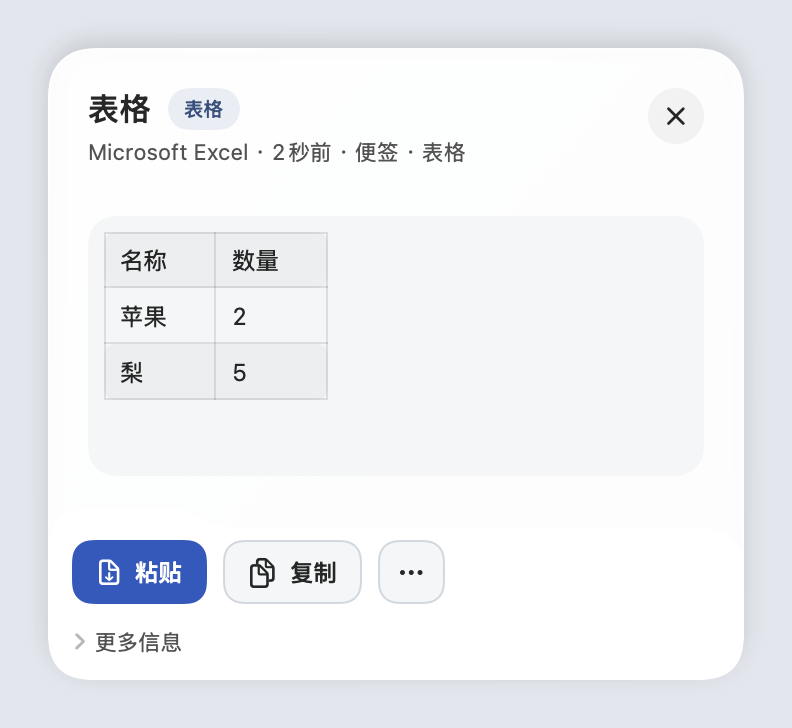 表格 表格
Microsoft Excel · 2秒前 · 便签 · 表格
名称 数量
苹果 2
梨 5
粘贴 复制 ···
更多信息